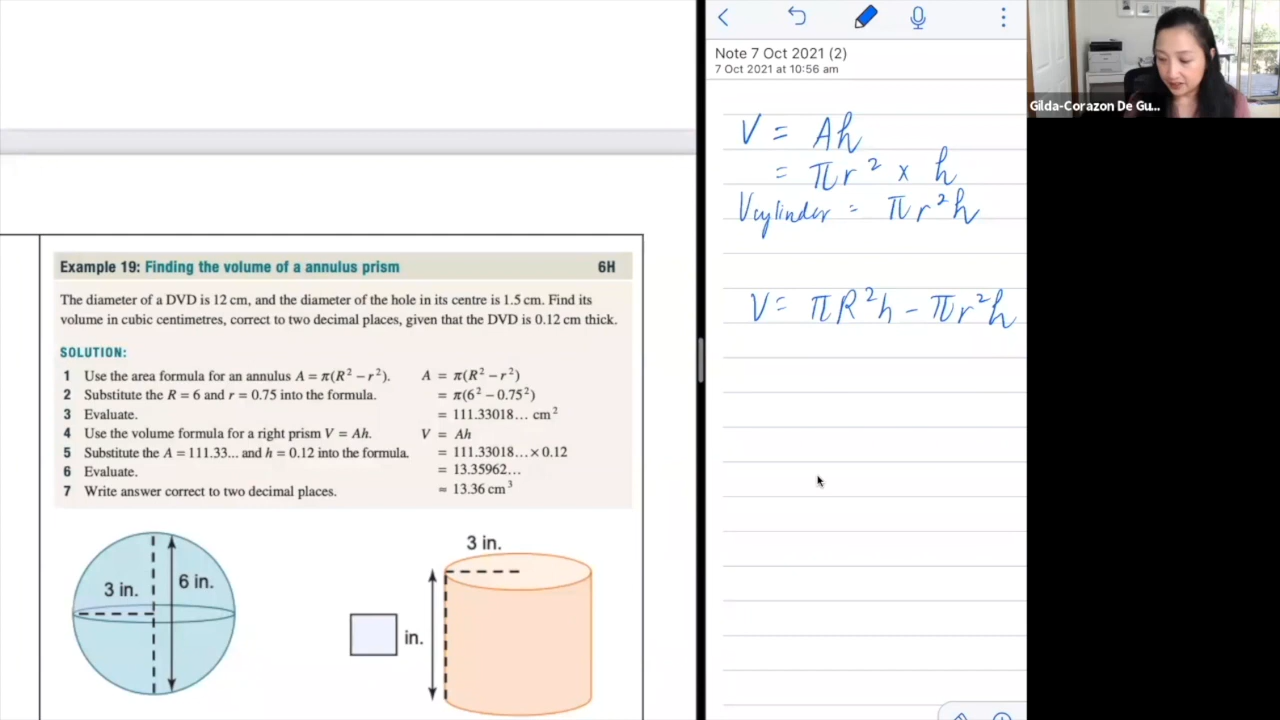 Example 19: Finding the volume of a annulus prism 6H
The diameter of a DVD is 12 cm, and the diameter of the hole in its centre is 1.5 cm. Find its
volume in cubic centimetres, correct to two decimal places, given that the DVD is 0.12 cm thick.
SOLUTION:
1 Use the area formula for an annulus A = π(R² − r²). A = π(R² − r²)
2 Substitute the R = 6 and r = 0.75 into the formula. = π(6² − 0.75²)
3 Evaluate. = 111.33018... cm²
4 Use the volume formula for a right prism V = Ah. V = Ah
5 Substitute the A = 111.33... and h = 0.12 into the formula. = 111.33018... × 0.12
6 Evaluate. = 13.35962...
7 Write answer correct to two decimal places. = 13.36 cm³
3 in.
6 in.
3 in.
in.
Note 7 Oct 2021 (2)
7 Oct 2021 at 10:56 am
V = Ah
= πr² × h
Vcylinder = πr²h
V = πR²h − πr²h
Gilda-Corazon De Gu...